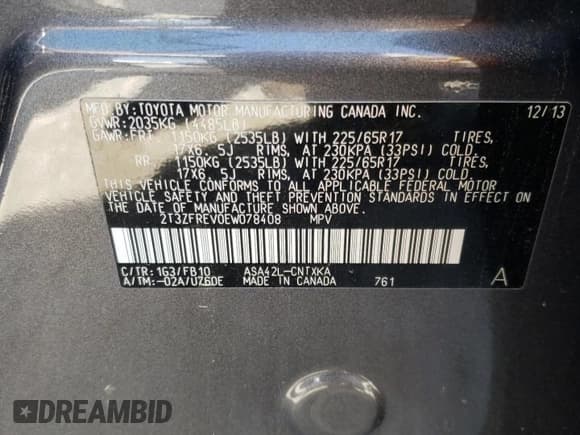 MFD.BY:TOYOTA MOTOR MANUFACTURING CANADA INC. 12/13
GVWR:2035KG (4485LB)
GAWR:FRT. 1150KG (2535LB) WITH 225/65R17 TIRES,
17X6.5J RIMS, AT 230KPA (33PSI) COLD.
RR. 1150KG (2535LB) WITH 225/65R17 TIRES,
17X6.5J RIMS, AT 230KPA (33PSI) COLD.
THIS VEHICLE CONFORMS TO ALL APPLICABLE FEDERAL MOTOR
VEHICLE SAFETY AND THEFT PREVENTION STANDARDS IN EFFECT ON
THE DATE OF MANUFACTURE SHOWN ABOVE.
2T3ZFREV0EW078408 MPV
C/TR: 1G3/FB10 ASA42L-CNTXKA
A/TM:-02A/U760E MADE IN CANADA 761 A
DREAMBID